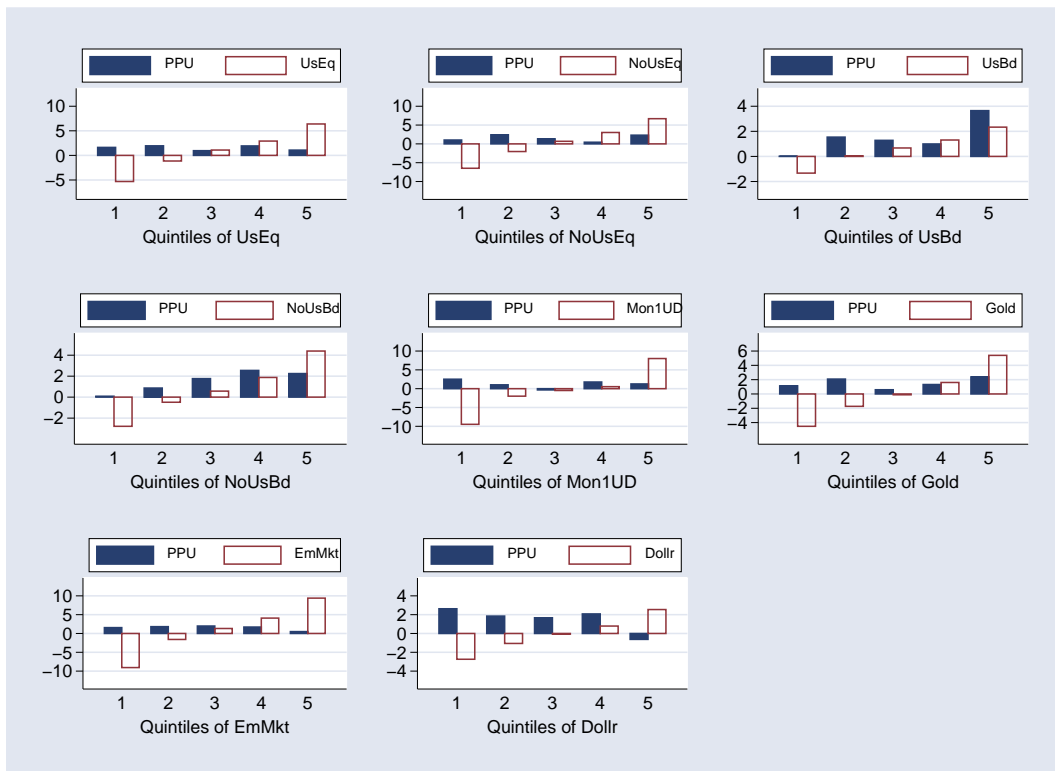 PPU UsEq
10
5
0
−5
1 2 3 4 5
Quintiles of UsEq
PPU NoUsEq
10
5
0
−5
−10
1 2 3 4 5
Quintiles of NoUsEq
PPU UsBd
4
2
0
−2
1 2 3 4 5
Quintiles of UsBd
PPU NoUsBd
4
2
0
−2
1 2 3 4 5
Quintiles of NoUsBd
PPU Mon1UD
10
5
0
−5
−10
1 2 3 4 5
Quintiles of Mon1UD
PPU Gold
6
4
2
0
−2
−4
1 2 3 4 5
Quintiles of Gold
PPU EmMkt
10
5
0
−5
−10
1 2 3 4 5
Quintiles of EmMkt
PPU Dollr
4
2
0
−2
−4
1 2 3 4 5
Quintiles of Dollr